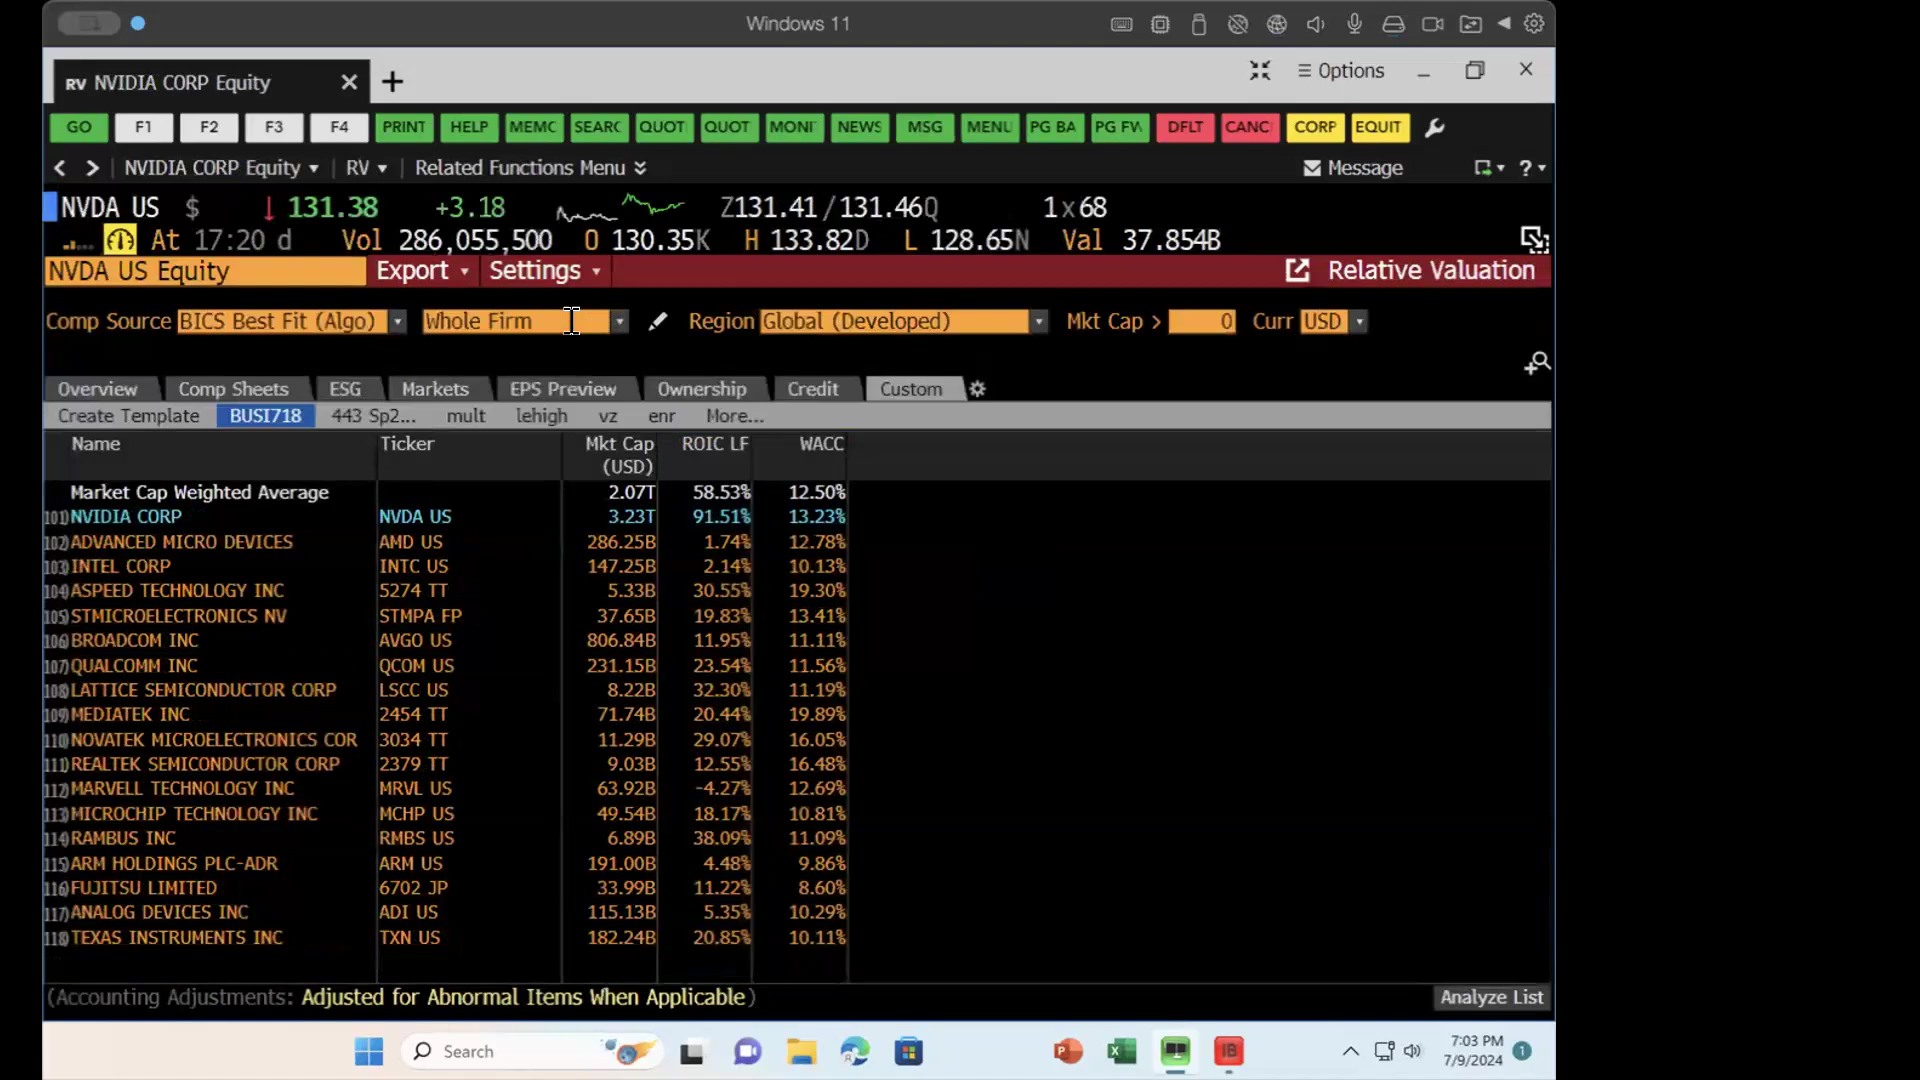 Windows 11
RV NVIDIA CORP Equity
Options
GO F1 F2 F3 F4 PRINT HELP MEMC SEARC QUOT QUOT MONI NEWS MSG MENU PG BA PG FW DFLT CANC CORP EQUIT
NVIDIA CORP Equity RV Related Functions Menu Message ?
NVDA US $ ↓ 131.38 +3.18 Z131.41/131.46Q 1x68
At 17:20 d Vol 286,055,500 O 130.35K H 133.82D L 128.65N Val 37.854B
NVDA US Equity Export Settings Relative Valuation
Comp Source BICS Best Fit (Algo) Whole Firm Region Global (Developed) Mkt Cap > 0 Curr USD
Overview Comp Sheets ESG Markets EPS Preview Ownership Credit Custom
Create Template BUSI718 443 Sp2... mult lehigh vz enr More...
Name Ticker Mkt Cap ROIC LF WACC
(USD)
Market Cap Weighted Average 2.07T 58.53% 12.50%
101) NVIDIA CORP NVDA US 3.23T 91.51% 13.23%
102) ADVANCED MICRO DEVICES AMD US 286.25B 1.74% 12.78%
103) INTEL CORP INTC US 147.25B 2.14% 10.13%
104) ASPEED TECHNOLOGY INC 5274 TT 5.33B 30.55% 19.30%
105) STMICROELECTRONICS NV STMPA FP 37.65B 19.83% 13.41%
106) BROADCOM INC AVGO US 806.84B 11.95% 11.11%
107) QUALCOMM INC QCOM US 231.15B 23.54% 11.56%
108) LATTICE SEMICONDUCTOR CORP LSCC US 8.22B 32.30% 11.19%
109) MEDIATEK INC 2454 TT 71.74B 20.44% 19.89%
110) NOVATEK MICROELECTRONICS COR 3034 TT 11.29B 29.07% 16.05%
111) REALTEK SEMICONDUCTOR CORP 2379 TT 9.03B 12.55% 16.48%
112) MARVELL TECHNOLOGY INC MRVL US 63.92B -4.27% 12.69%
113) MICROCHIP TECHNOLOGY INC MCHP US 49.54B 18.17% 10.81%
114) RAMBUS INC RMBS US 6.89B 38.09% 11.09%
115) ARM HOLDINGS PLC-ADR ARM US 191.00B 4.48% 9.86%
116) FUJITSU LIMITED 6702 JP 33.99B 11.22% 8.60%
117) ANALOG DEVICES INC ADI US 115.13B 5.35% 10.29%
118) TEXAS INSTRUMENTS INC TXN US 182.24B 20.85% 10.11%
(Accounting Adjustments: Adjusted for Abnormal Items When Applicable) Analyze List
Search P X IB 7:03 PM
7/9/2024 1